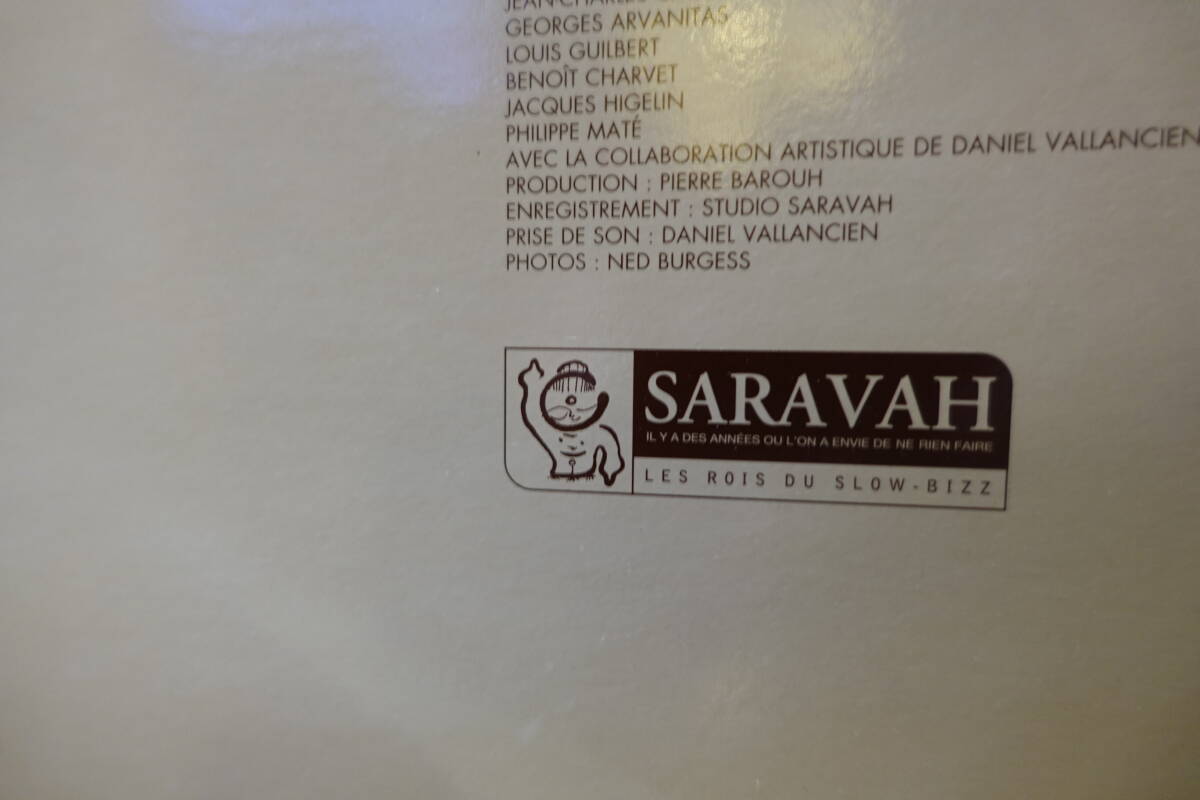 JEAN-CHARLES
GEORGES ARVANITAS
LOUIS GUILBERT
BENOÎT CHARVET
JACQUES HIGELIN
PHILIPPE MATÉ
AVEC LA COLLABORATION ARTISTIQUE DE DANIEL VALLANCIEN
PRODUCTION : PIERRE BAROUH
ENREGISTREMENT : STUDIO SARAVAH
PRISE DE SON : DANIEL VALLANCIEN
PHOTOS : NED BURGESS
SARAVAH
IL Y A DES ANNÉES OU L'ON A ENVIE DE NE RIEN FAIRE
LES ROIS DU SLOW-BIZZ